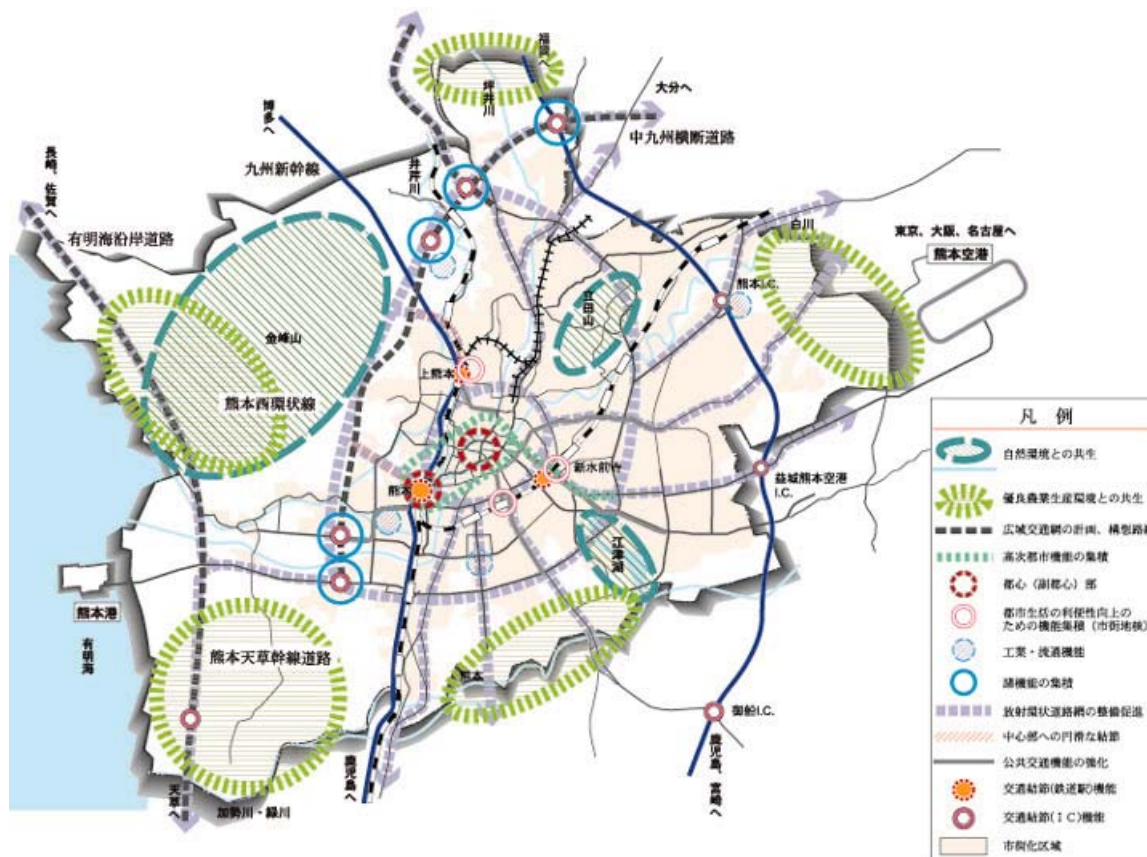 福岡へ
坪井川
大分へ
博多へ
中九州横断道路
九州新幹線
井芹川
長崎、佐賀へ
有明海沿岸道路
白川
東京、大阪、名古屋へ
熊本空港
熊本I.C.
立田山
金峰山
上熊本
熊本西環状線
新水前寺
熊本
益城熊本空港
I.C.
江津湖
熊本港
有明海
熊本天草幹線道路
熊本
御船I.C.
鹿児島へ
鹿児島、宮崎へ
天草へ
加勢川・緑川
凡 例
自然環境との共生
優良農業生産環境との共生
広域交通網の計画、構想路線
高次都市機能の集積
都心（副都心）部
都市生活の利便性向上の
ための機能集積（市街地核）
工業・流通機能
諸機能の集積
放射環状道路網の整備促進
中心部への円滑な結節
公共交通機能の強化
交通結節(鉄道駅)機能
交通結節(IC)機能
市街化区域